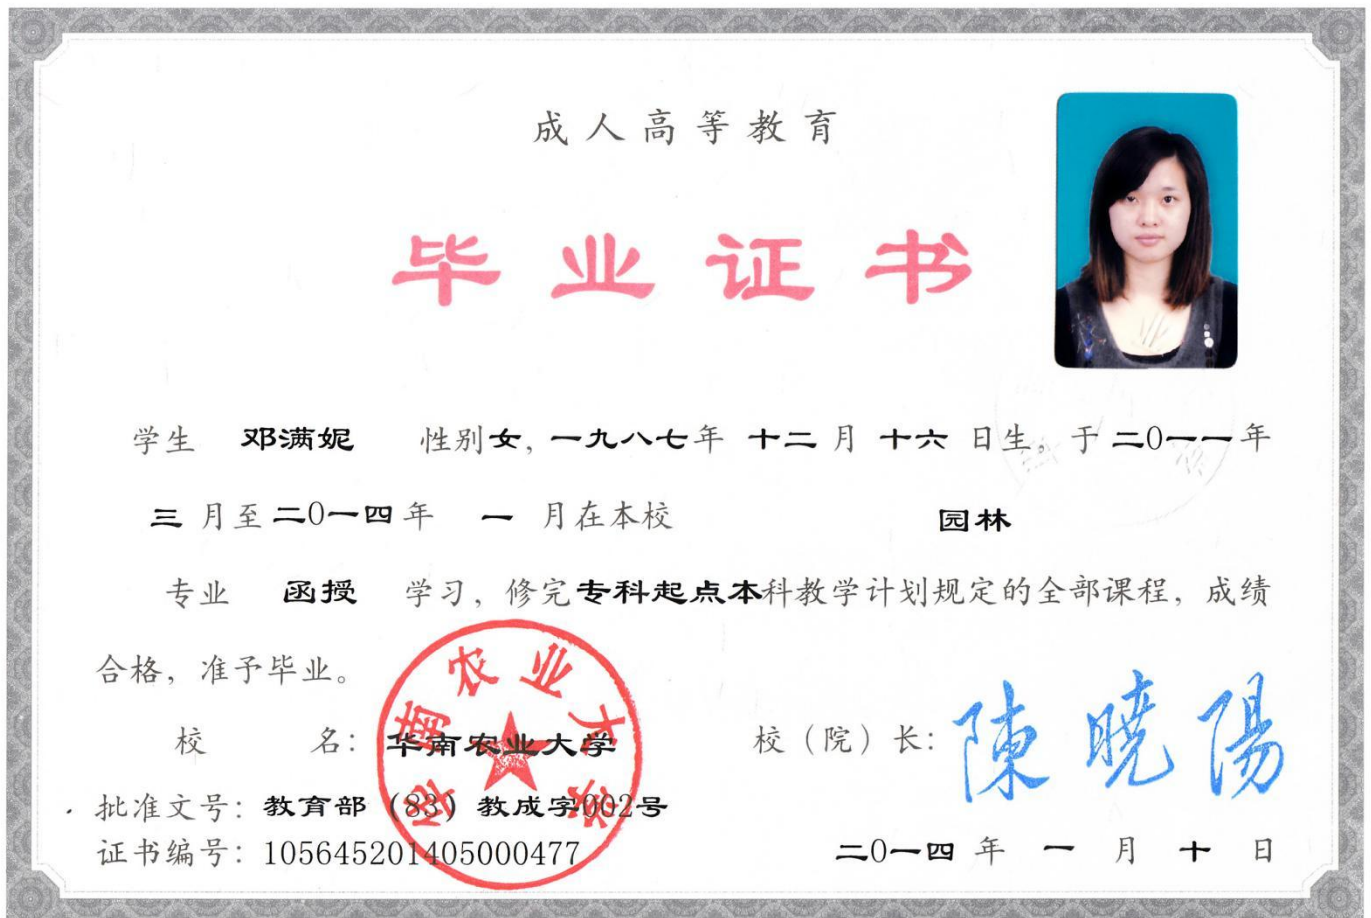 成人高等教育
毕业证书
学生 邓满妮 性别女, 一九八七年 十二月 十六 日生, 于 二0一一年
三 月至二0一四年 一 月在本校 园林
专业 函授 学习, 修完专科起点本科教学计划规定的全部课程, 成绩
合格, 准予毕业。
校 名: 华南农业大学 校（院）长: 陳曉陽
华南农业大学
批准文号: 教育部（83）教成字002号
证书编号: 105645201405000477 二0一四 年 一 月 十 日